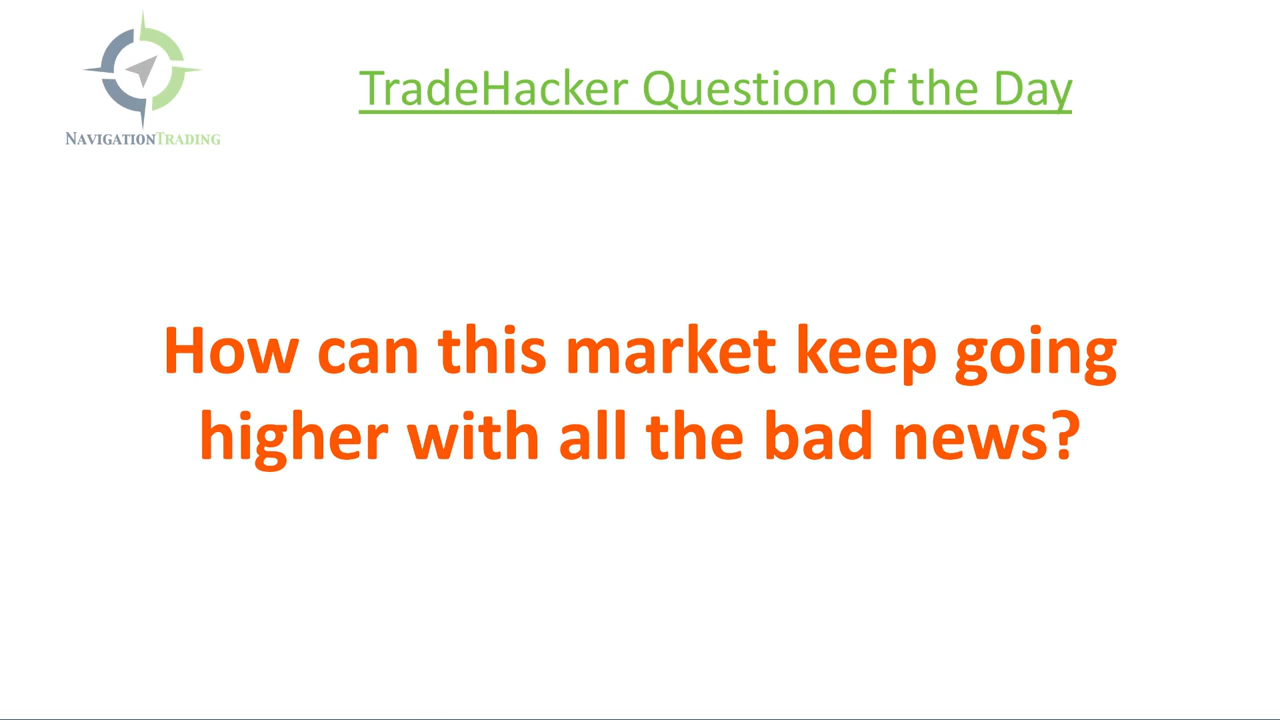 NAVIGATIONTRADING
TradeHacker Question of the Day
How can this market keep going
higher with all the bad news?